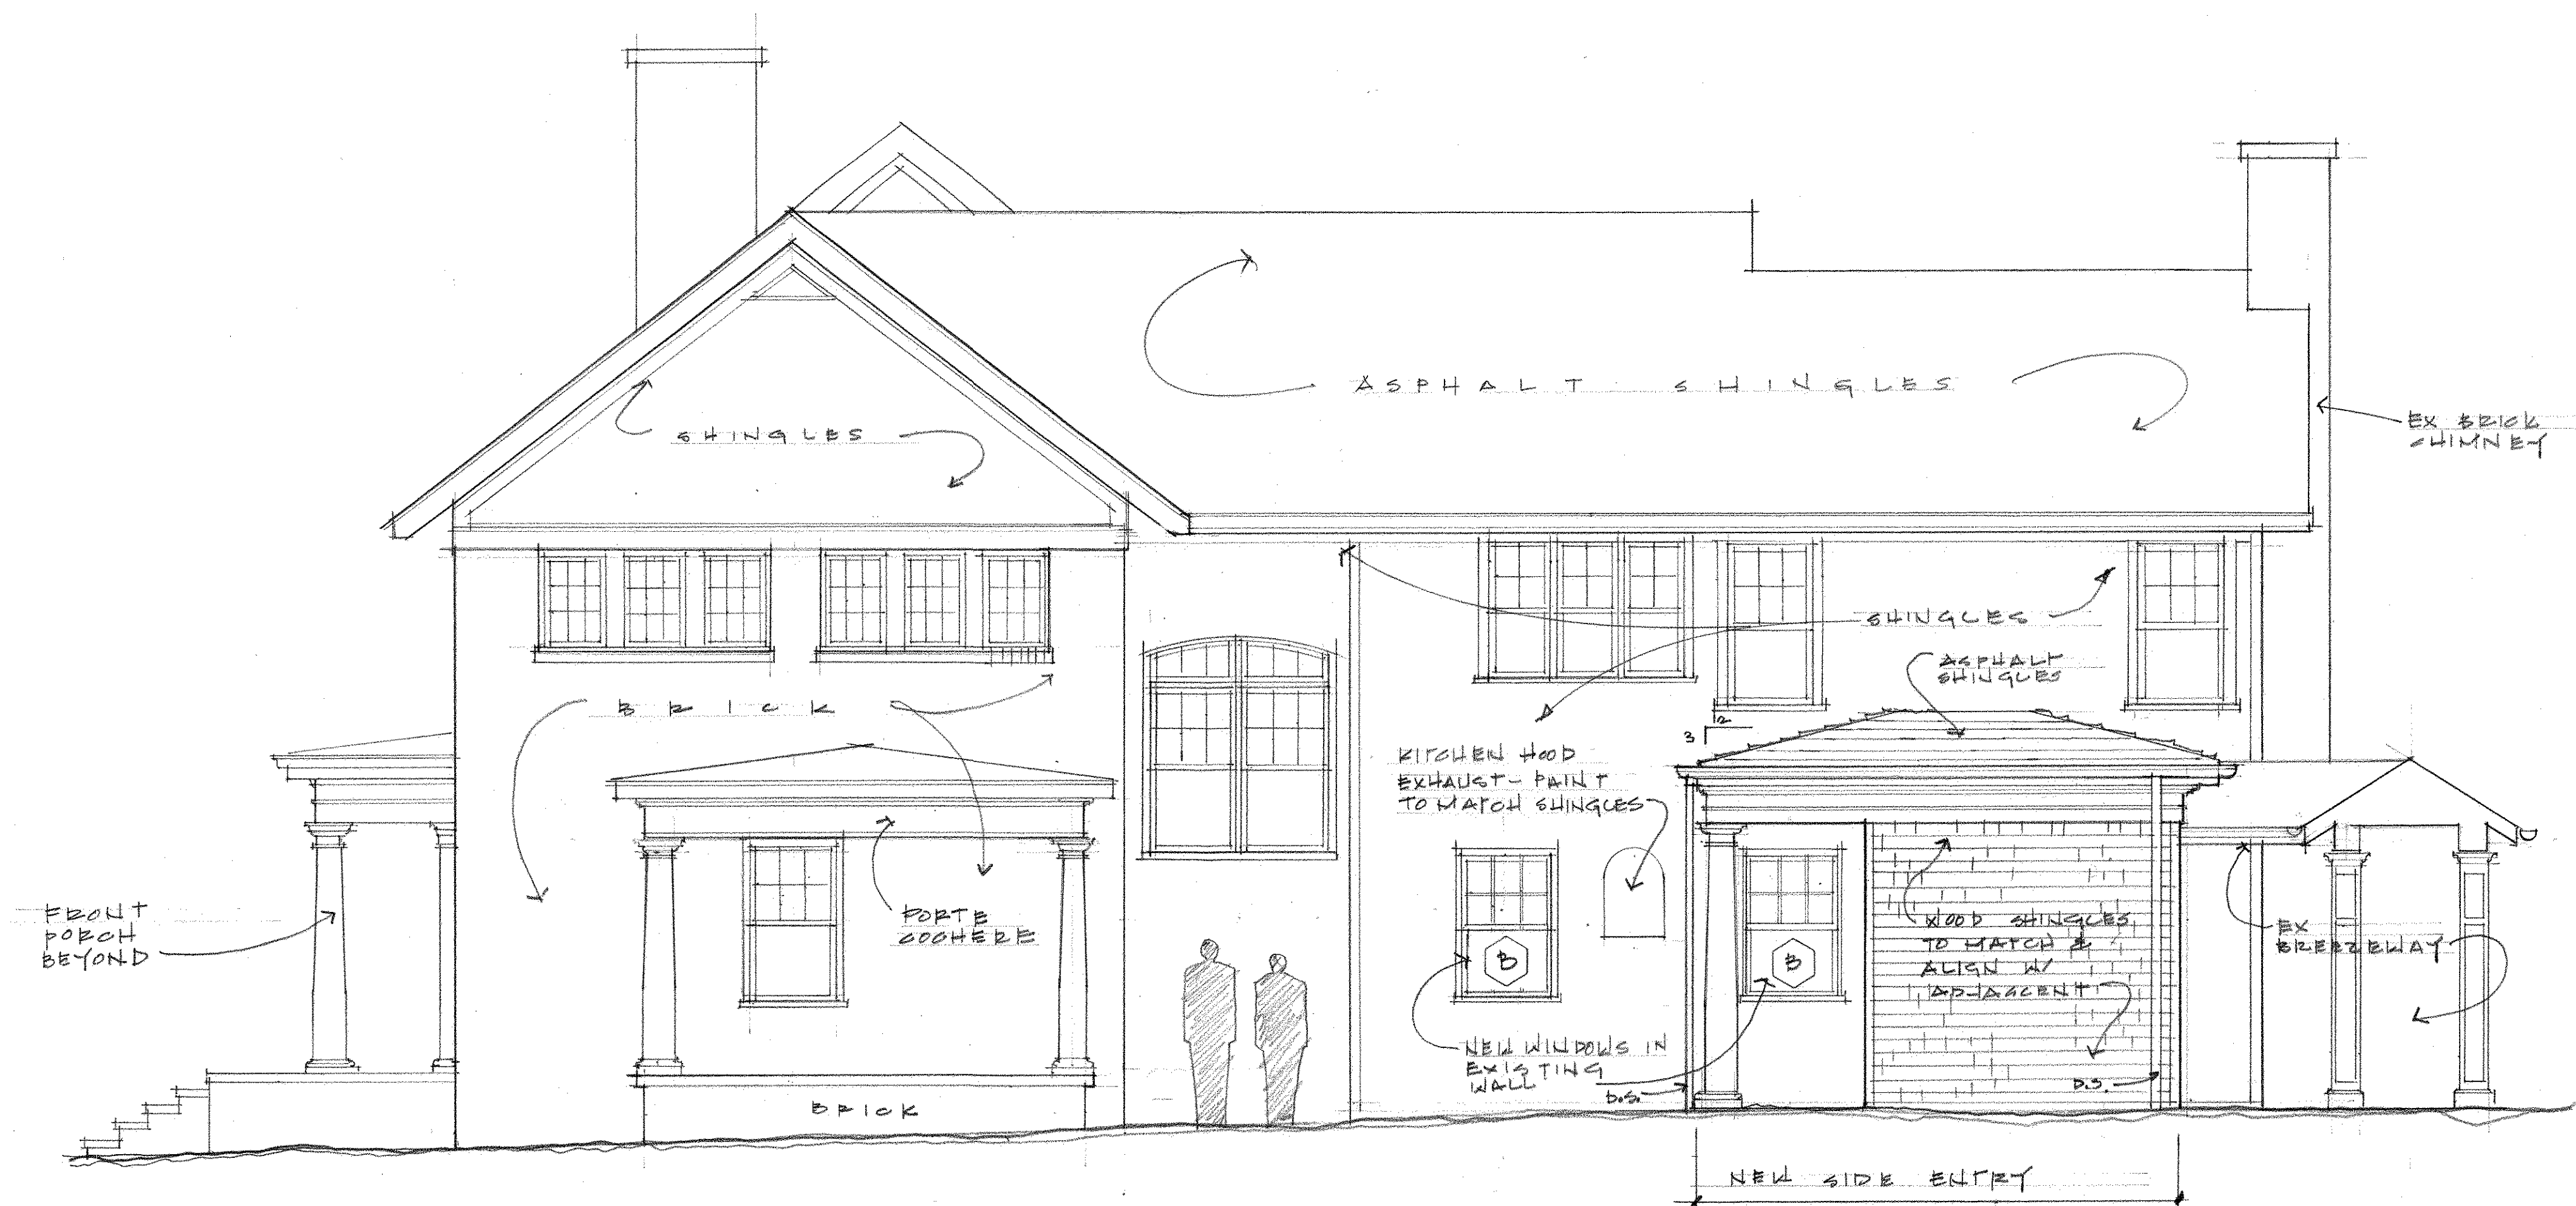 ASPHALT SHINGLES
EX BRICK
CHIMNEY
SHINGLES
SHINGLES
ASPHALT
SHINGLES
BRICK
12
3
KITCHEN HOOD
EXHAUST - PAINT
TO MATCH SHINGLES
FRONT
PORCH
BEYOND
PORTE
COCHERE
WOOD SHINGLES
TO MATCH &
ALIGN W/
ADJASCENT
EX
BREEZEWAY
B
B
NEW WINDOWS IN
EXISTING
WALL
D.S.
D.S.
BRICK
NEW SIDE ENTRY